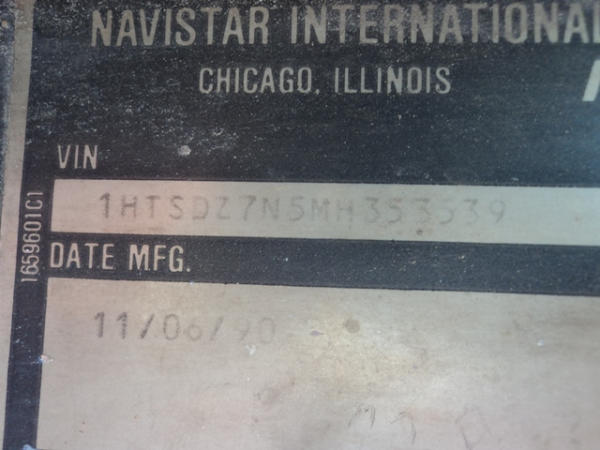 NAVISTAR INTERNATIONAL
CHICAGO, ILLINOIS
VIN
1HTSDZ7N5MH353539
1659601C1
DATE MFG.
11/06/90